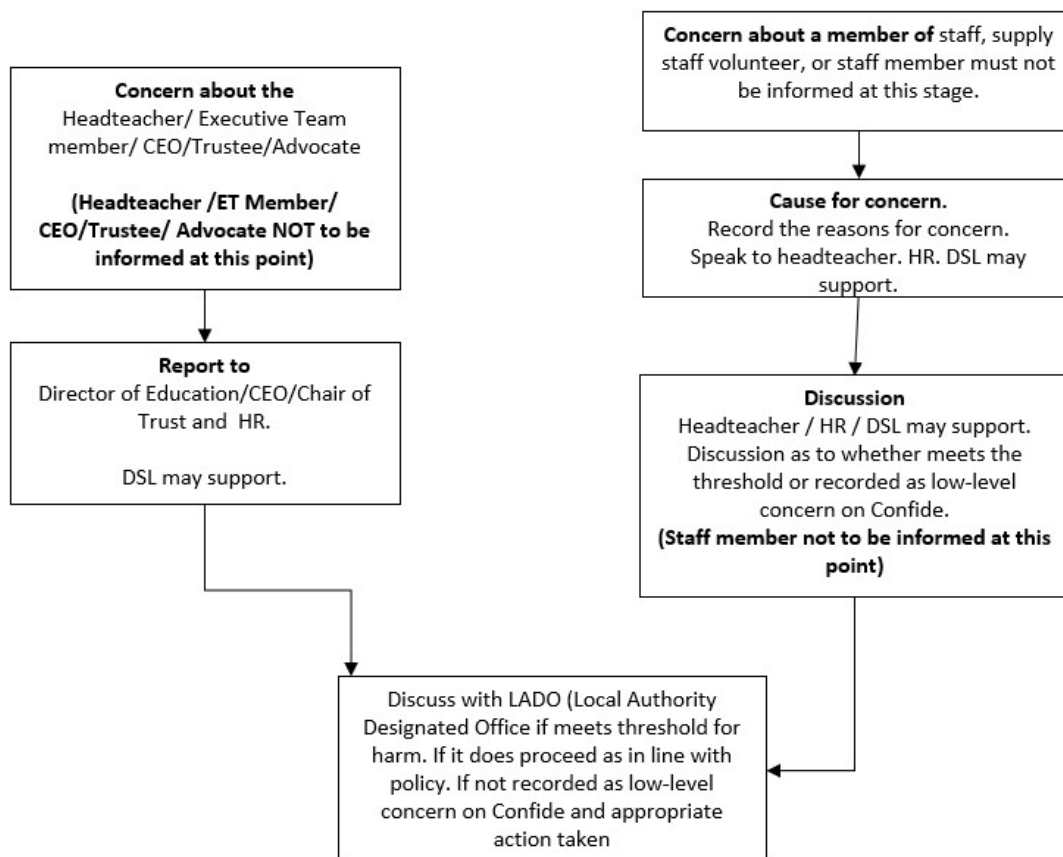 Concern about the
Headteacher/ Executive Team
member/ CEO/Trustee/Advocate
(Headteacher /ET Member/
CEO/Trustee/ Advocate NOT to be
informed at this point)
Report to
Director of Education/CEO/Chair of
Trust and HR.
DSL may support.
Concern about a member of staff, supply
staff volunteer, or staff member must not
be informed at this stage.
Cause for concern.
Record the reasons for concern.
Speak to headteacher. HR. DSL may
support.
Discussion
Headteacher / HR / DSL may support.
Discussion as to whether meets the
threshold or recorded as low-level
concern on Confide.
(Staff member not to be informed at this
point)
Discuss with LADO (Local Authority
Designated Office if meets threshold for
harm. If it does proceed as in line with
policy. If not recorded as low-level
concern on Confide and appropriate
action taken